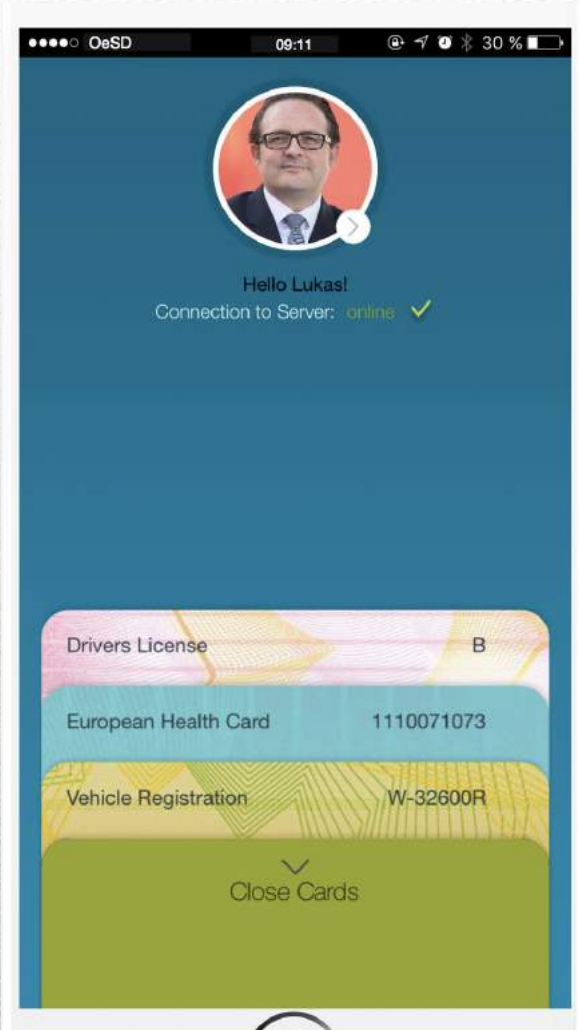 OeSD 09:11 30 %
Hello Lukas!
Connection to Server: online
Drivers License B
European Health Card 1110071073
Vehicle Registration W-32600R
Close Cards